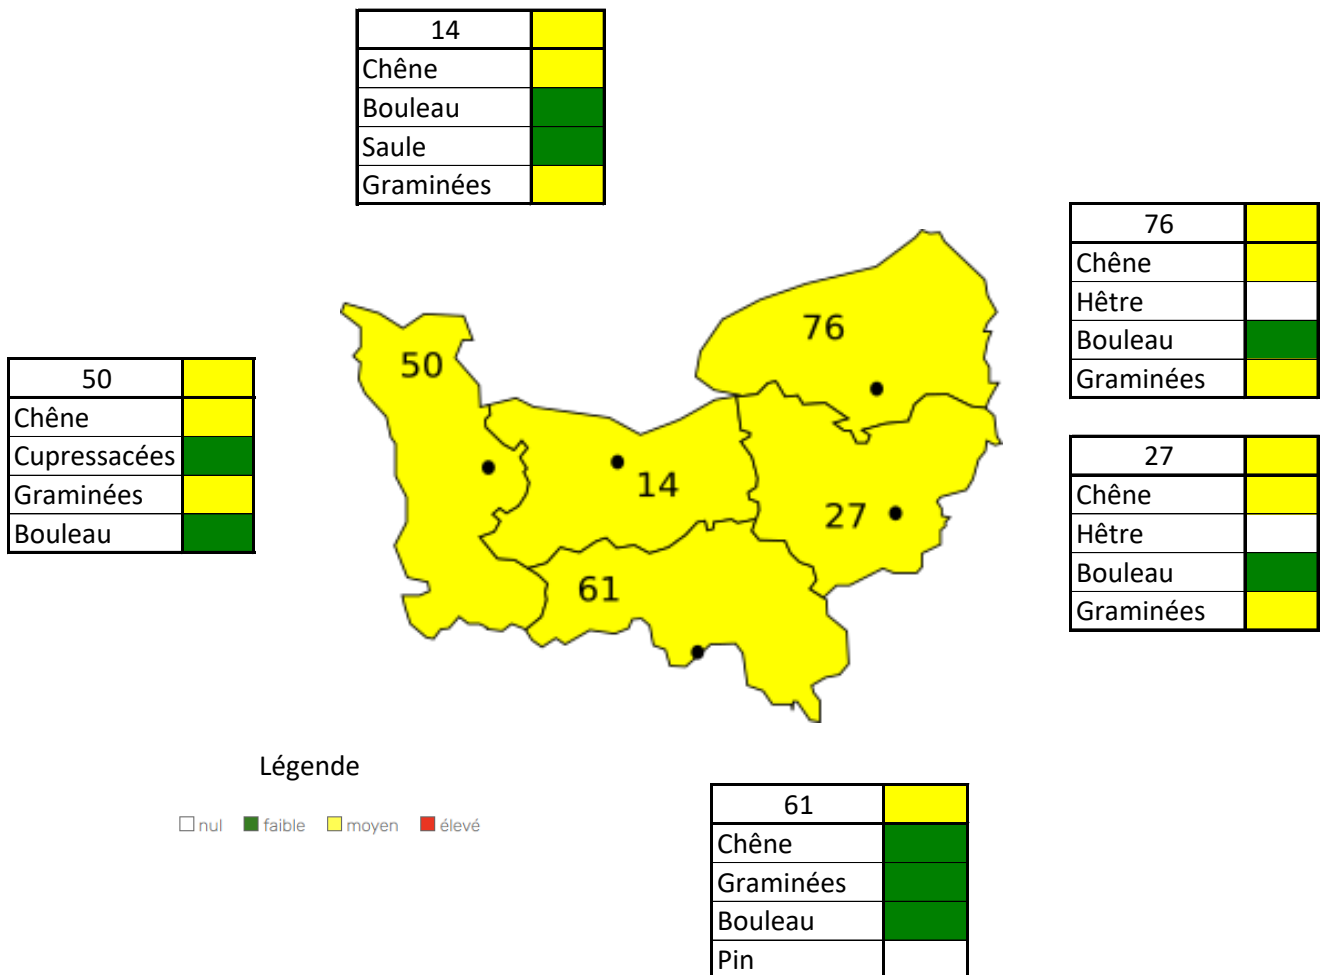 14
Chêne
Bouleau
Saule
Graminées
76
Chêne
Hêtre
Bouleau
Graminées
50
Chêne
Cupressacées
Graminées
Bouleau
27
Chêne
Hêtre
Bouleau
Graminées
76
50
14
27
61
Légende
nul faible moyen élevé
61
Chêne
Graminées
Bouleau
Pin